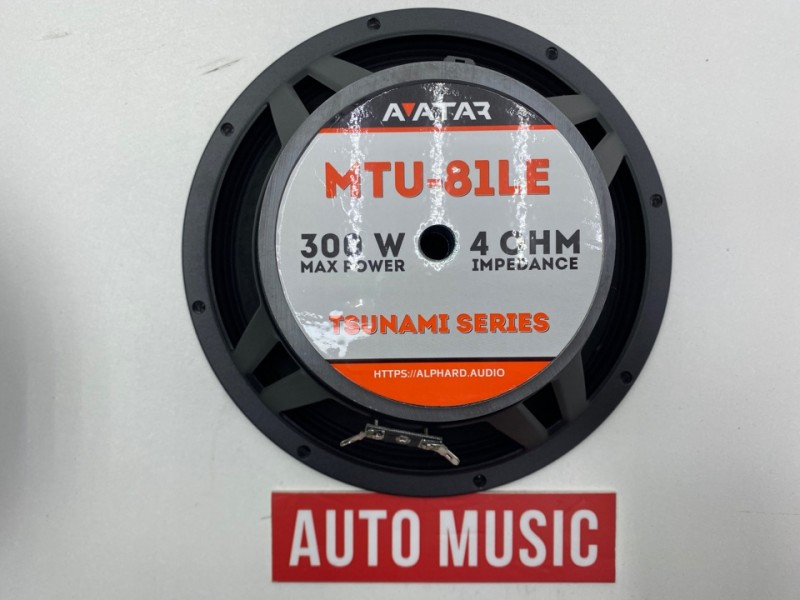 AVATAR
MTU-81LE
300 W 4 OHM
MAX POWER IMPEDANCE
TSUNAMI SERIES
HTTPS://ALPHARD.AUDIO
AUTO MUSIC